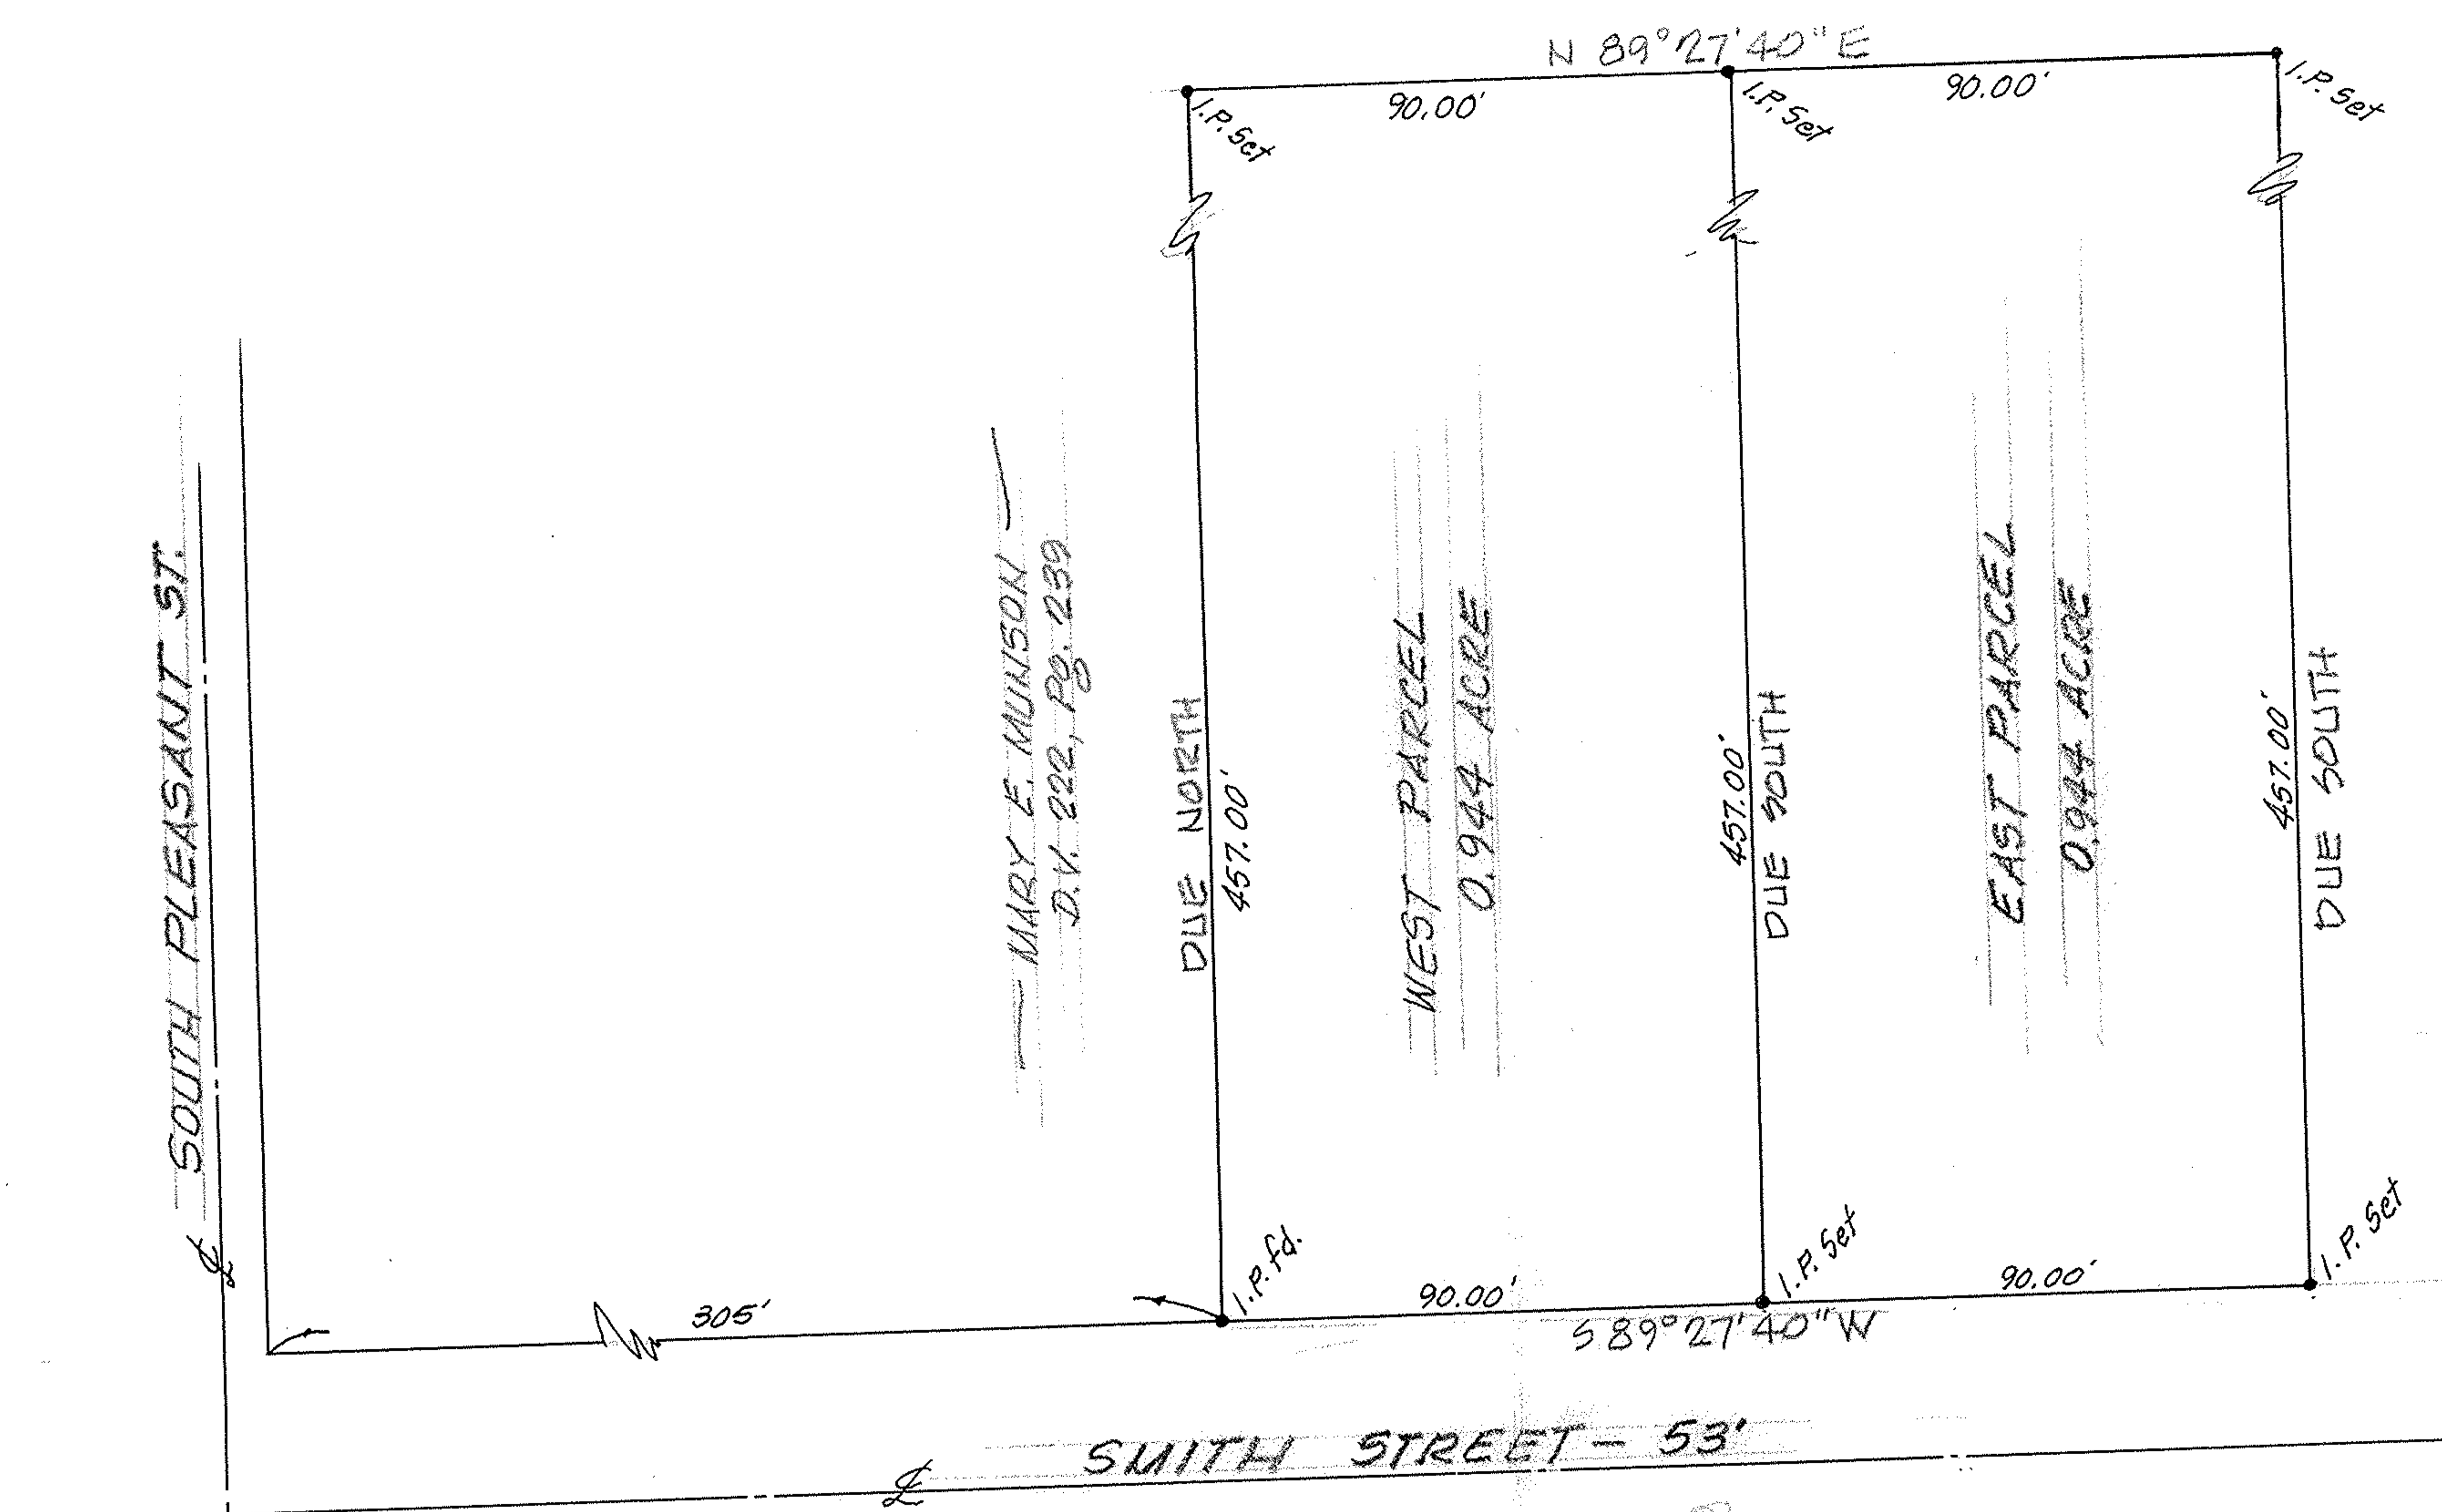 N 89°27'40" E
90.00'
90.00'
I.P. Set
I.P. Set
I.P. Set
SOUTH PLEASANT ST.
℄
MARY E. MUNSON
D.V. 222, Pg. 239
DUE NORTH
457.00'
WEST PARCEL
0.944 ACRE
457.00'
DUE SOUTH
EAST PARCEL
0.944 ACRE
457.00'
DUE SOUTH
305'
I.P. fd.
90.00'
I.P. Set
90.00'
I.P. Set
S 89°27'40" W
SMITH STREET — 53'
℄